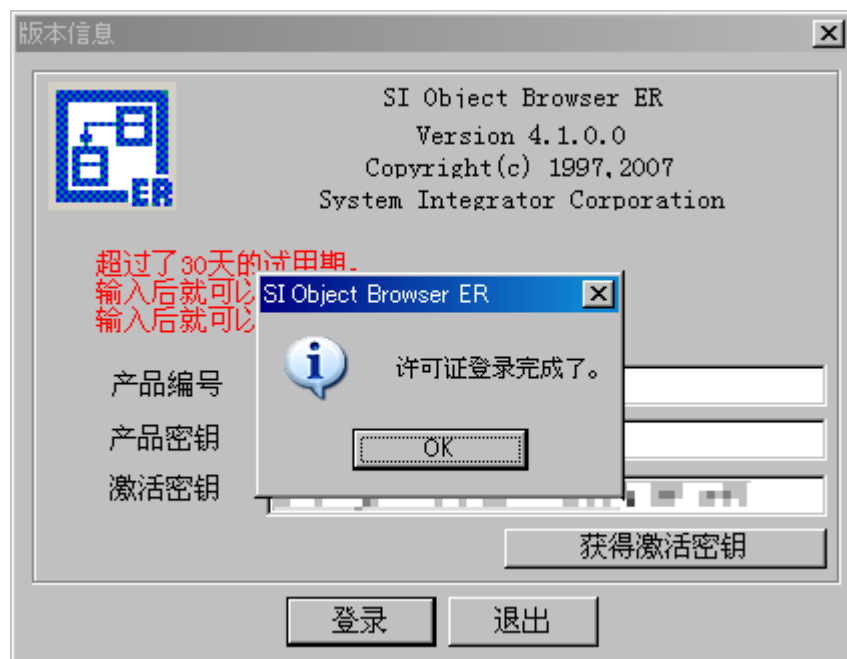 版本信息
SI Object Browser ER
Version 4.1.0.0
Copyright(c) 1997,2007
System Integrator Corporation
ER
超过了30天的试用期。
输入后就可以
输入后就可以
SI Object Browser ER
许可证登录完成了。
OK
产品编号
产品密钥
激活密钥
获得激活密钥
登录
退出